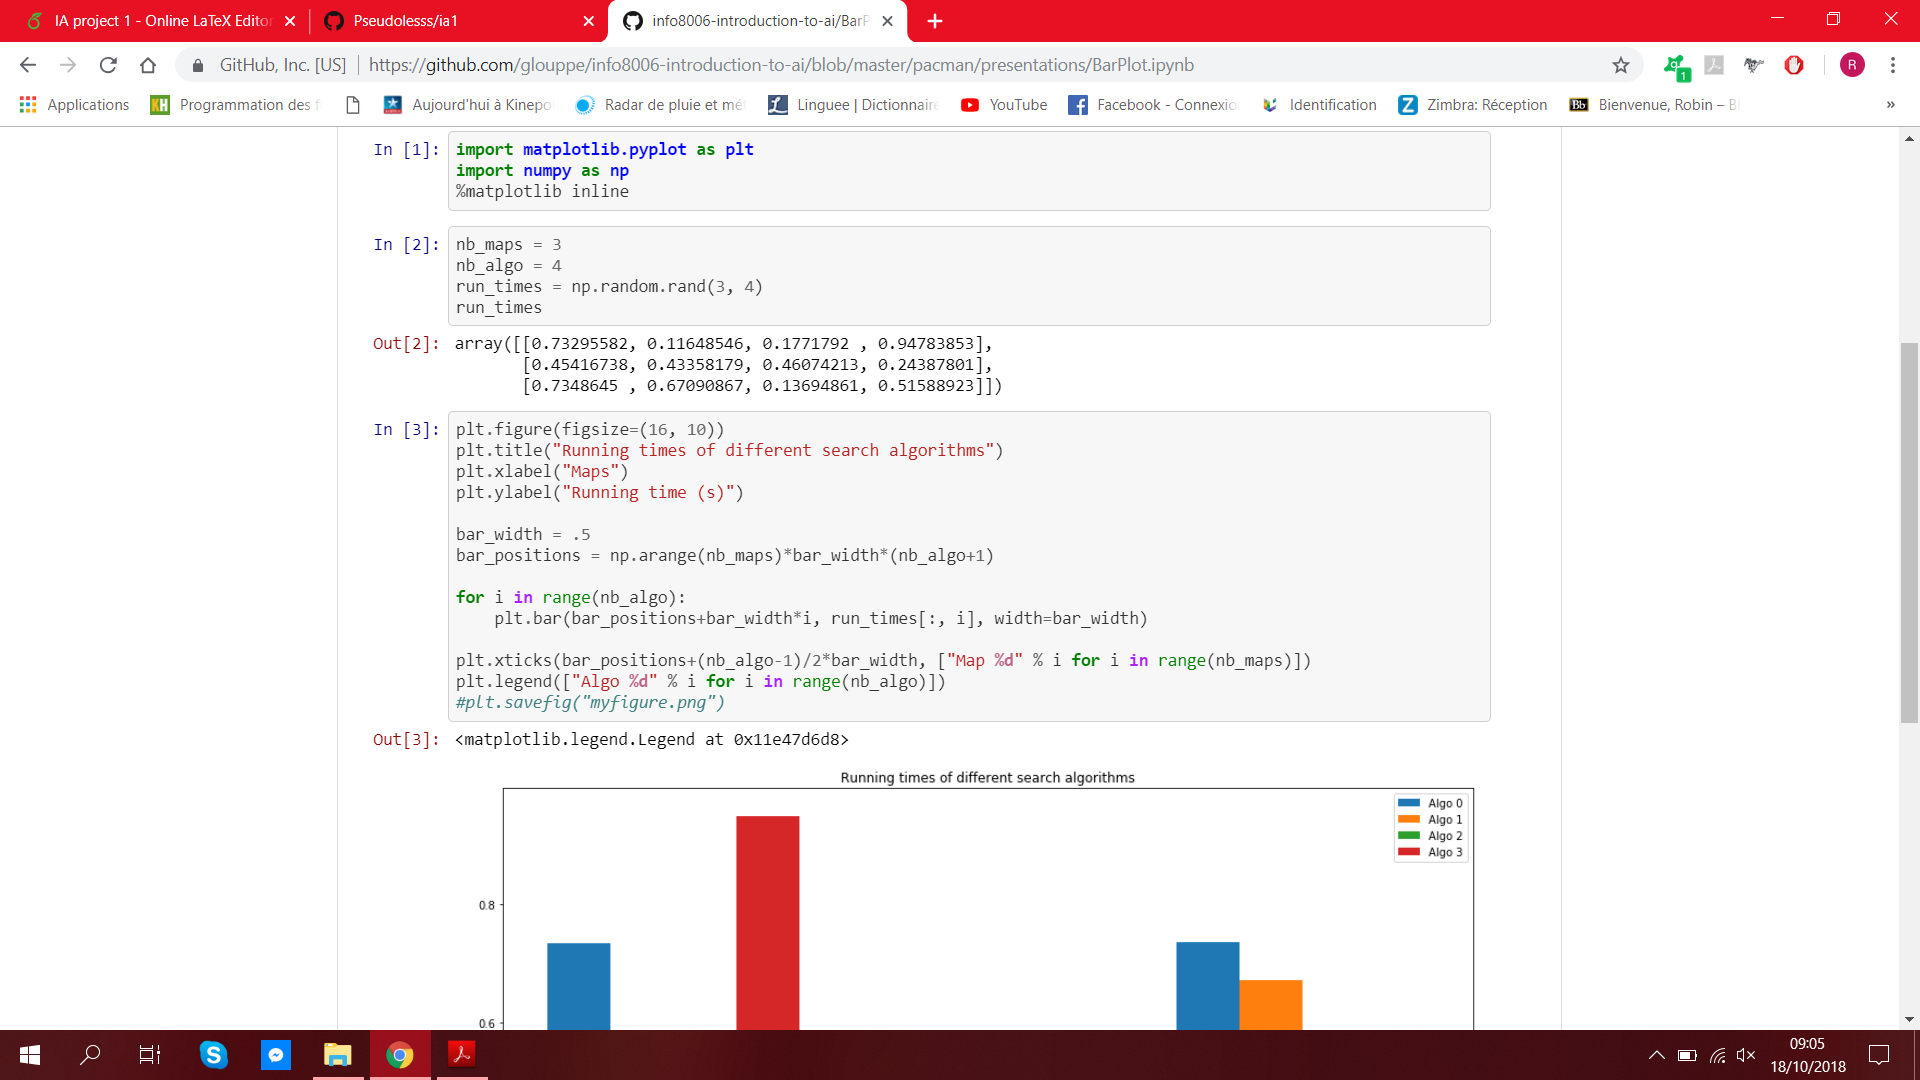 IA project 1 - Online LaTeX Editor
Pseudolesss/ia1
info8006-introduction-to-ai/BarP
GitHub, Inc. [US]
https://github.com/glouppe/info8006-introduction-to-ai/blob/master/pacman/presentations/BarPlot.ipynb
1
R
Applications
KH
Programmation des f
Aujourd'hui à Kinepo
Radar de pluie et mét
Linguee | Dictionnaire
YouTube
Facebook - Connexio
Identification
Z
Zimbra: Réception
Bb
Bienvenue, Robin – B
»
In [1]:
import matplotlib.pyplot as plt
import numpy as np
%matplotlib inline
In [2]:
nb_maps = 3
nb_algo = 4
run_times = np.random.rand(3, 4)
run_times
Out[2]:
array([[0.73295582, 0.11648546, 0.1771792 , 0.94783853],
[0.45416738, 0.43358179, 0.46074213, 0.24387801],
[0.7348645 , 0.67090867, 0.13694861, 0.51588923]])
In [3]:
plt.figure(figsize=(16, 10))
plt.title("Running times of different search algorithms")
plt.xlabel("Maps")
plt.ylabel("Running time (s)")
bar_width = .5
bar_positions = np.arange(nb_maps)*bar_width*(nb_algo+1)
for i in range(nb_algo):
plt.bar(bar_positions+bar_width*i, run_times[:, i], width=bar_width)
plt.xticks(bar_positions+(nb_algo-1)/2*bar_width, ["Map %d" % i for i in range(nb_maps)])
plt.legend(["Algo %d" % i for i in range(nb_algo)])
#plt.savefig("myfigure.png")
Out[3]:
<matplotlib.legend.Legend at 0x11e47d6d8>
Running times of different search algorithms
Algo 0
Algo 1
Algo 2
Algo 3
0.8
0.6
09:05
18/10/2018